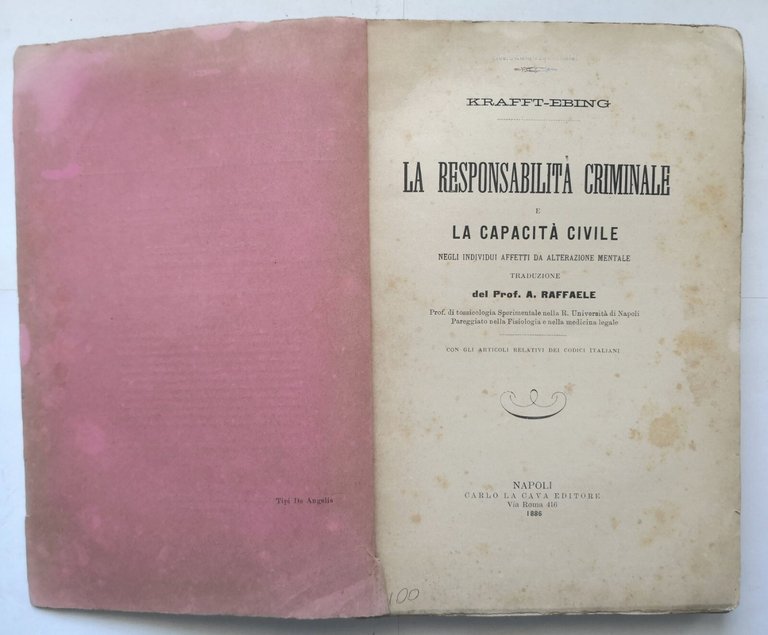 Tipi De Angelis
KRAFFT-EBING
LA RESPONSABILITÀ CRIMINALE
E
LA CAPACITÀ CIVILE
NEGLI INDIVIDUI AFFETTI DA ALTERAZIONE MENTALE
TRADUZIONE
del Prof. A. RAFFAELE
Prof. di tossicologia Sperimentale nella R. Università di Napoli
Pareggiato nella Fisiologia e nella medicina legale
CON GLI ARTICOLI RELATIVI DEI CODICI ITALIANI
NAPOLI
CARLO LA CAVA EDITORE
Via Roma 416
1886
100